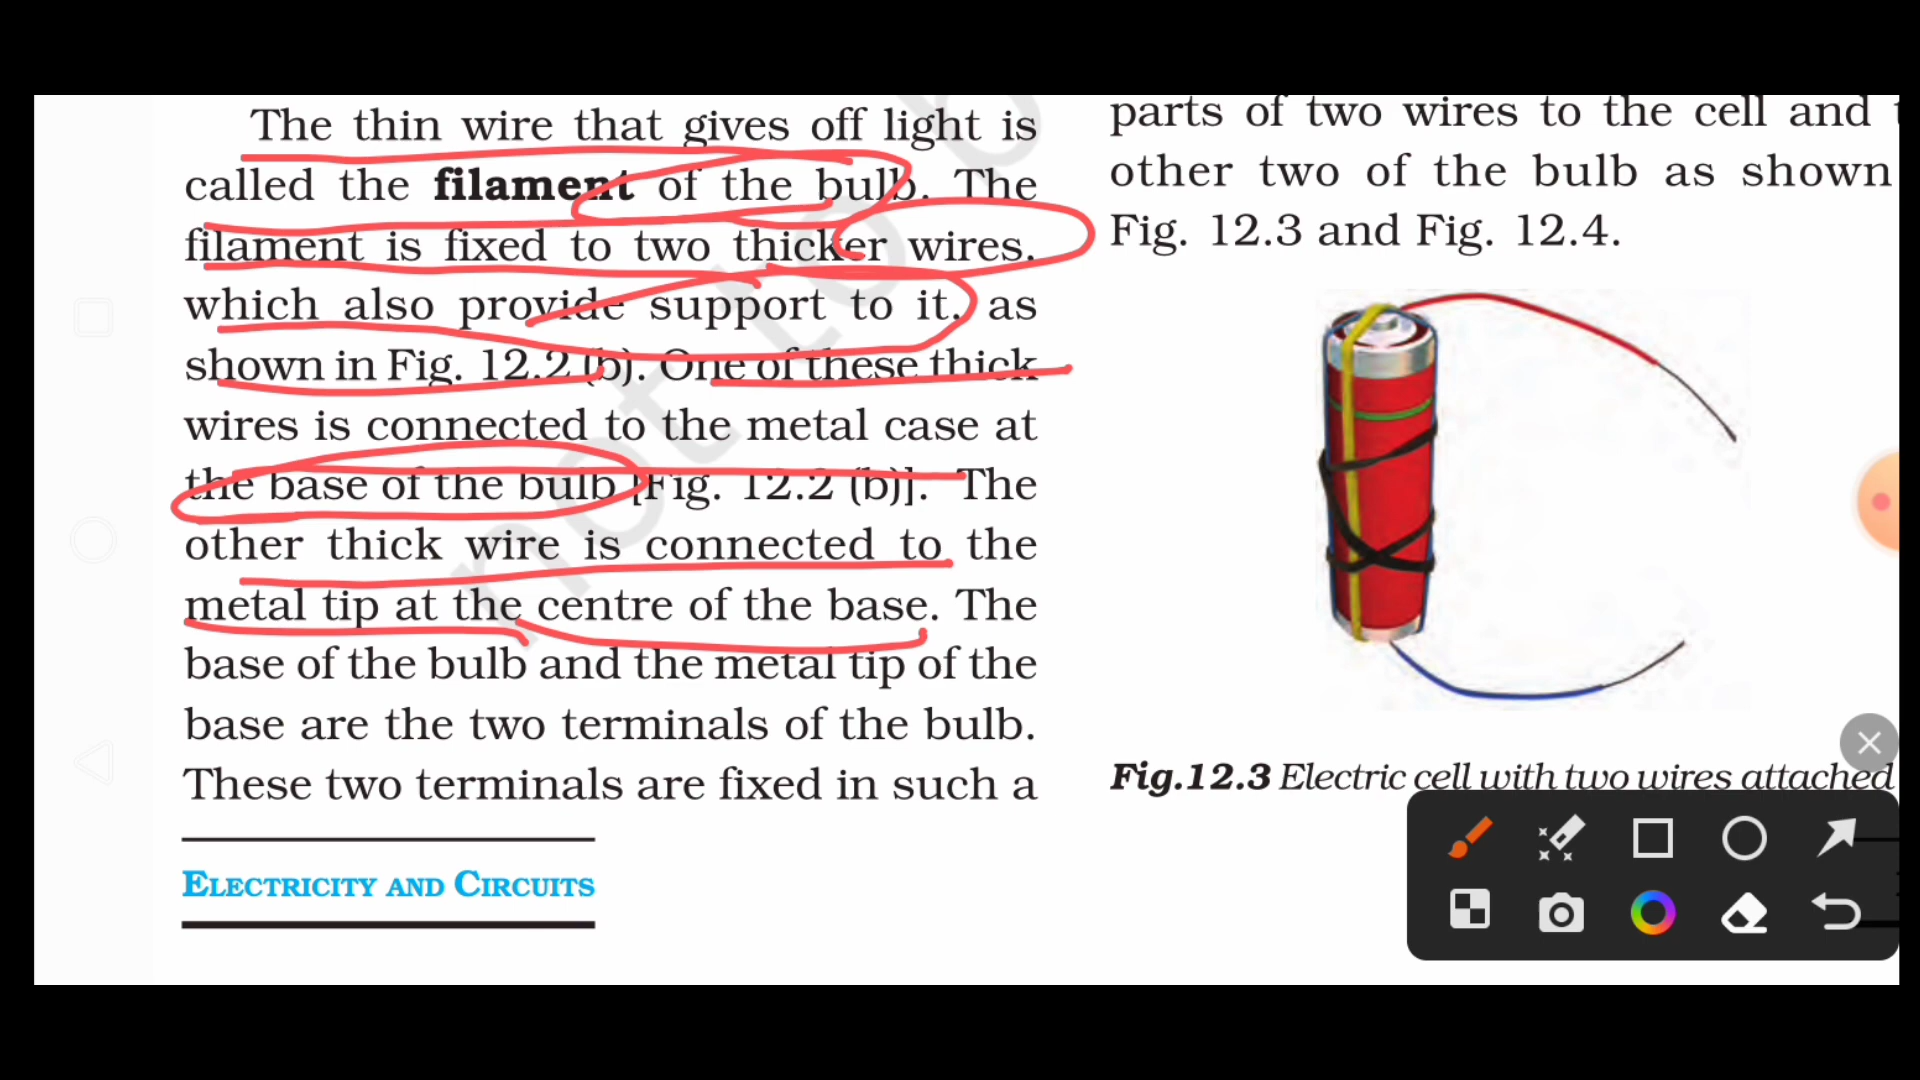 The thin wire that gives off light is
called the filament of the bulb. The
filament is fixed to two thicker wires,
which also provide support to it, as
shown in Fig. 12.2 (b). One of these thick
wires is connected to the metal case at
the base of the bulb [Fig. 12.2 (b)]. The
other thick wire is connected to the
metal tip at the centre of the base. The
base of the bulb and the metal tip of the
base are the two terminals of the bulb.
These two terminals are fixed in such a
ELECTRICITY AND CIRCUITS
parts of two wires to the cell and
other two of the bulb as shown
Fig. 12.3 and Fig. 12.4.
Fig.12.3 Electric cell with two wires attached
not to b